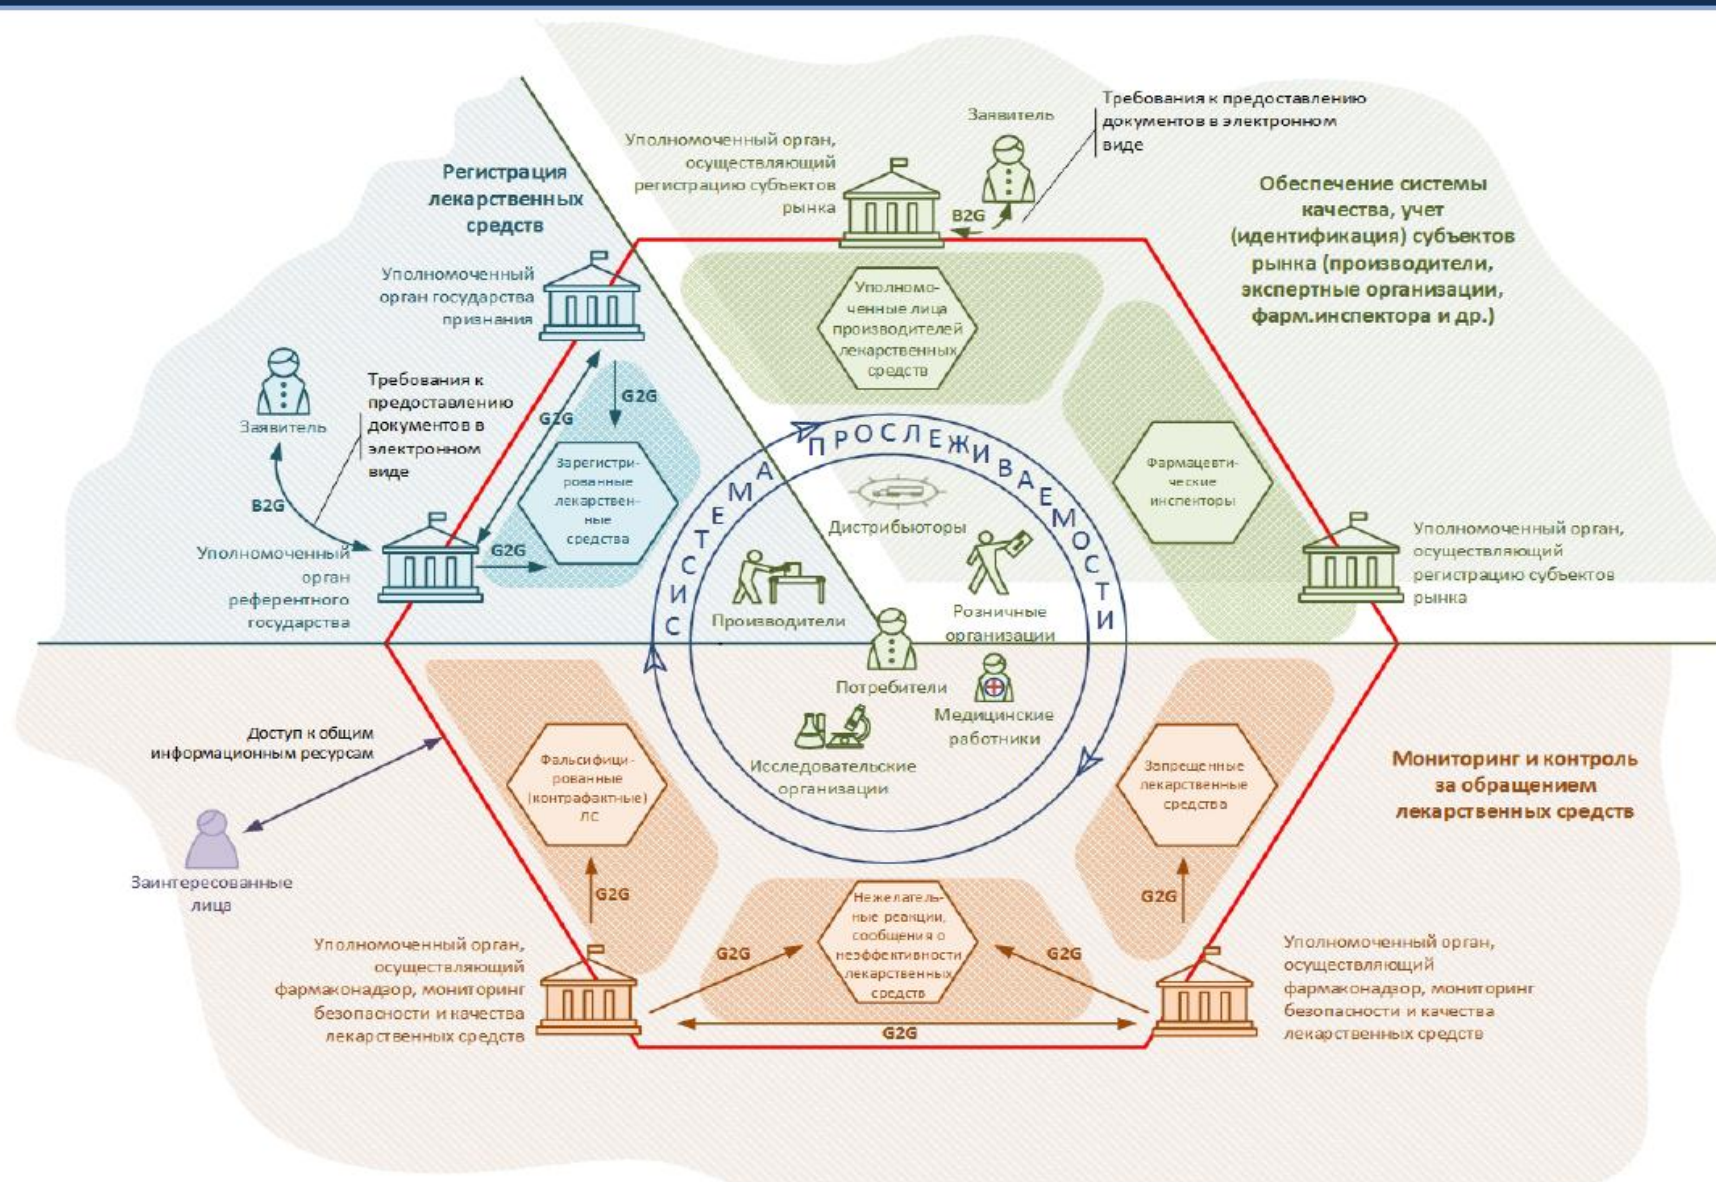 Регистрация
лекарственных
средств
Уполномоченный
орган государства
признания
Заявитель
Требования к
предоставлению
документов в
электронном
виде
B2G
G2G
G2G
G2G
Уполномоченный
орган
референтного
государства
Зарегистри-
рованные
лекарствен-
ные
средства
Уполномоченный орган,
осуществляющий
регистрацию субъектов
рынка
Заявитель
B2G
Требования к предоставлению
документов в электронном
виде
Обеспечение системы
качества, учет
(идентификация) субъектов
рынка (производители,
экспертные организации,
фарм.инспектора и др.)
Уполномо-
ченные лица
производителей
лекарственных
средств
Фармацевти-
ческие
инспекторы
Уполномоченный орган,
осуществляющий
регистрацию субъектов
рынка
СИСТЕМА ПРОСЛЕЖИВАЕМОСТИ
Дистрибьюторы
Производители
Розничные
организации
Потребители
Медицинские
работники
Исследовательские
организации
Доступ к общим
информационным ресурсам
Заинтересованные
лица
Фальсифици-
рованные
(контрафактные)
ЛС
G2G
Запрещенные
лекарственные
средства
G2G
Мониторинг и контроль
за обращением
лекарственных средств
Нежелатель-
ные реакции,
сообщения о
неэффективности
лекарственных
средств
G2G
G2G
G2G
Уполномоченный орган,
осуществляющий
фармаконадзор, мониторинг
безопасности и качества
лекарственных средств
Уполномоченный орган,
осуществляющий
фармаконадзор, мониторинг
безопасности и качества
лекарственных средств